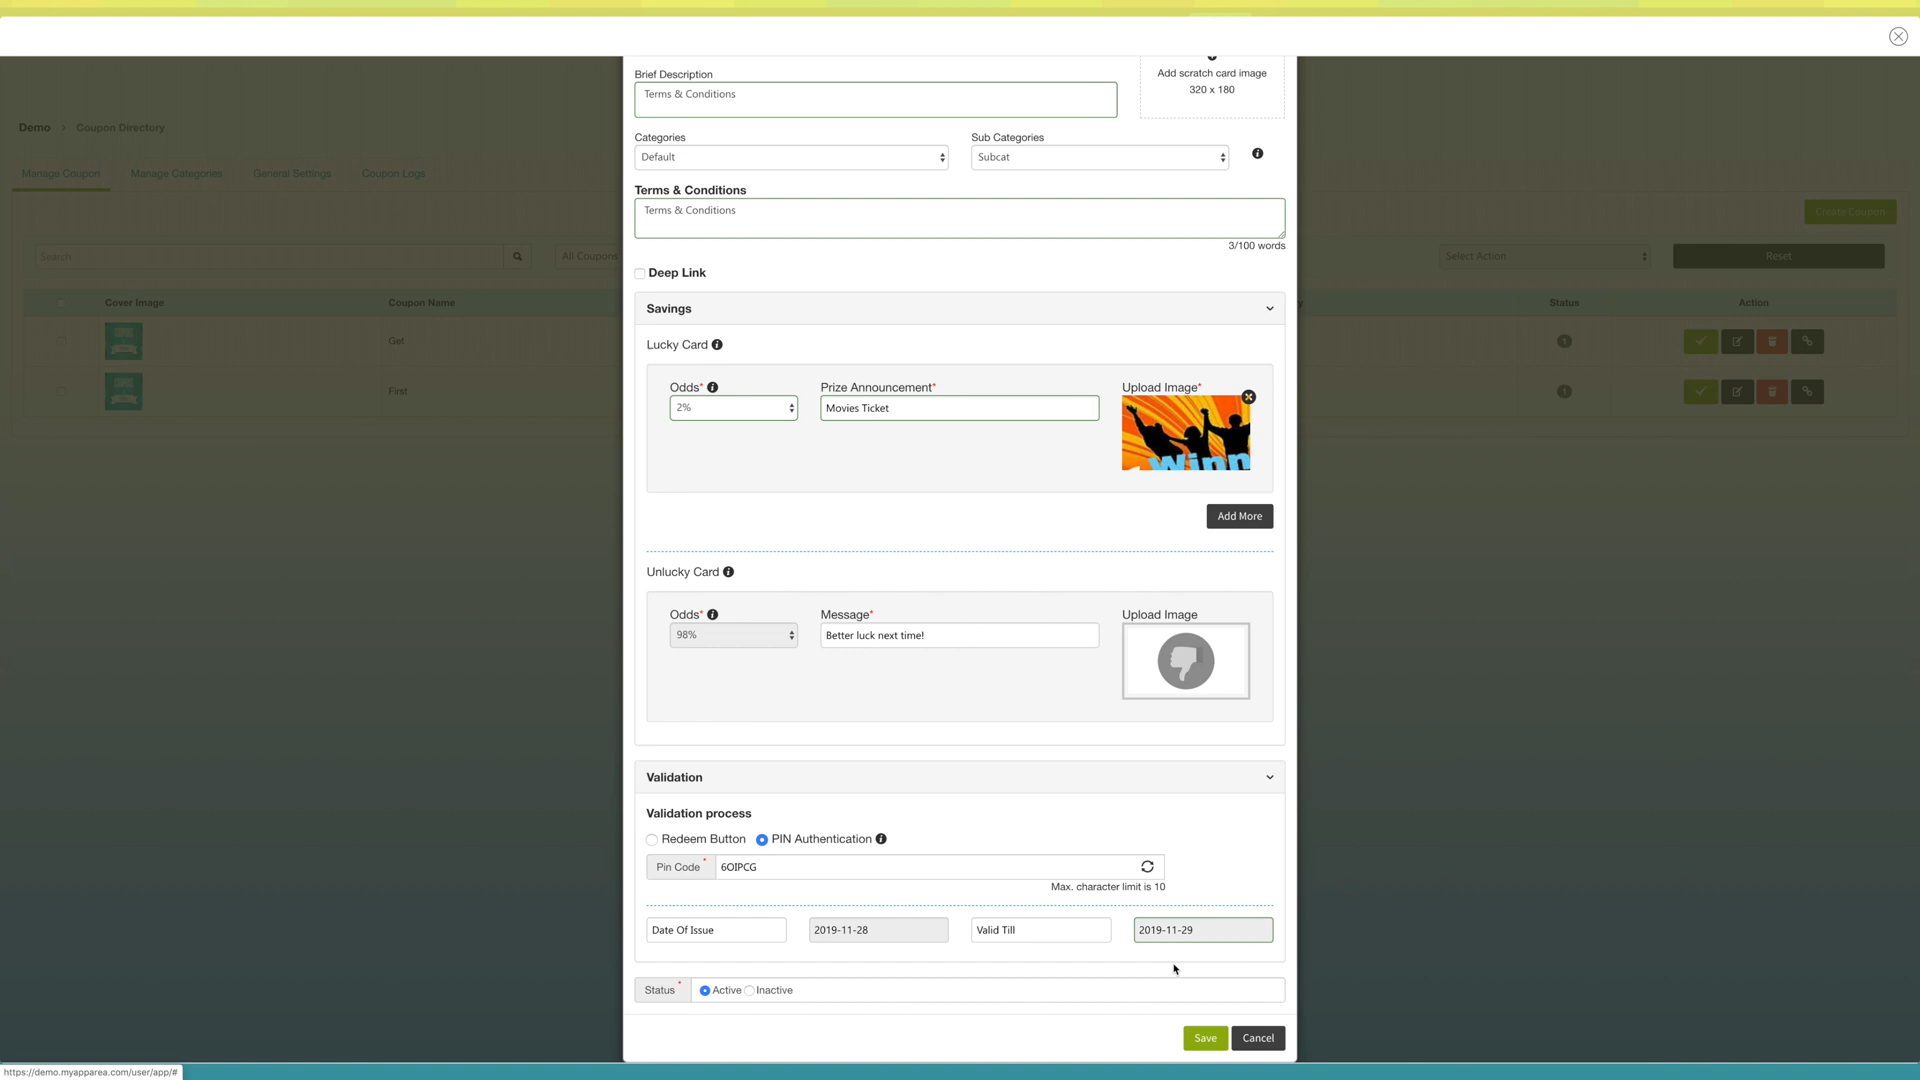 Brief Description
Terms & Conditions
Add scratch card image
320 x 180
Demo > Coupon Directory
Categories
Default
Sub Categories
Subcat
Manage Coupon
Manage Categories
General Settings
Coupon Logs
Terms & Conditions
Terms & Conditions
3/100 words
Create Coupon
Search
All Coupons
Select Action
Reset
Deep Link
Cover Image
Coupon Name
Status
Action
Savings
Get
1
Lucky Card
Odds*
Prize Announcement*
Upload Image*
2%
Movies Ticket
Winn
First
1
Add More
Unlucky Card
Odds*
Message*
Upload Image
98%
Better luck next time!
Validation
Validation process
Redeem Button
PIN Authentication
Pin Code *
6OIPCG
Max. character limit is 10
Date Of Issue
2019-11-28
Valid Till
2019-11-29
Status *
Active
Inactive
Save
Cancel
https://demo.myapparea.com/user/app/#